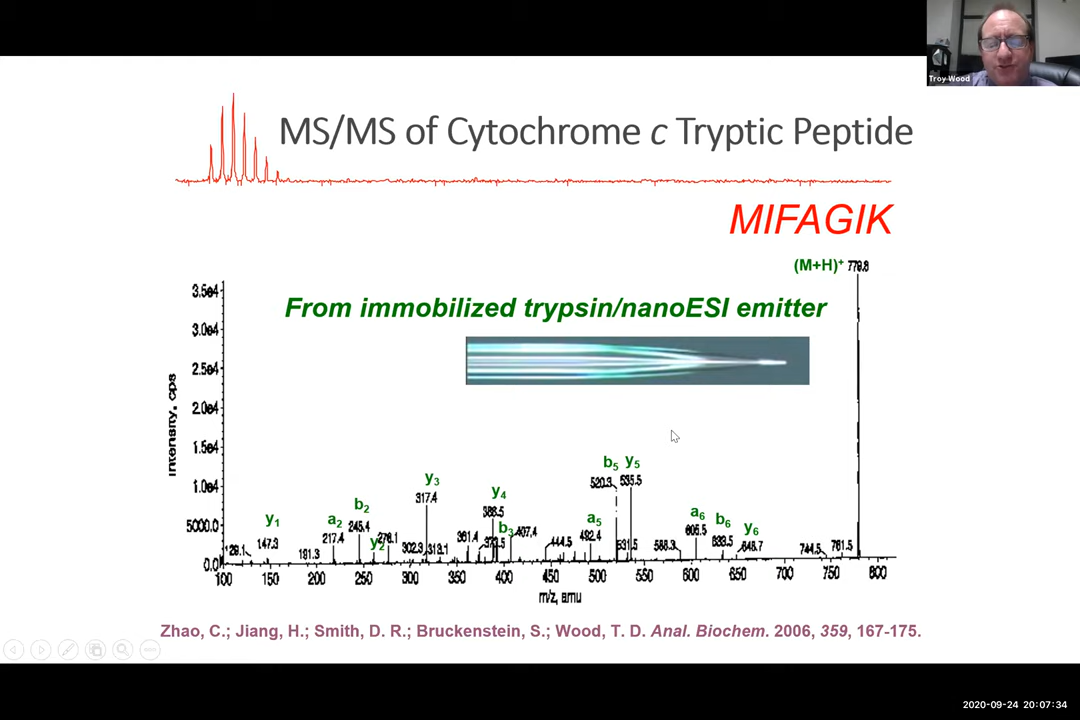 Troy Wood
MS/MS of Cytochrome c Tryptic Peptide
MIFAGIK
(M+H)+ 779.8
From immobilized trypsin/nanoESI emitter
Intensity, cps
3.5e4
3.0e4
2.5e4
2.0e4
1.5e4
1.0e4
5000.0
0.0
y1 147.3
a2 217.4
b2 245.4
y2
y3 317.4
y4
b3
a5 492.4
b5 520.3
y5 535.5
a6 605.5
b6 633.5
y6 648.7
191.3
302.3
313.1
361.4
407.4
444.5
531.5
588.3
744.5
761.5
100 150 200 250 300 350 400 450 500 550 600 650 700 750 800
m/z, amu
Zhao, C.; Jiang, H.; Smith, D. R.; Bruckenstein, S.; Wood, T. D. Anal. Biochem. 2006, 359, 167-175.
2020-09-24 20:07:34